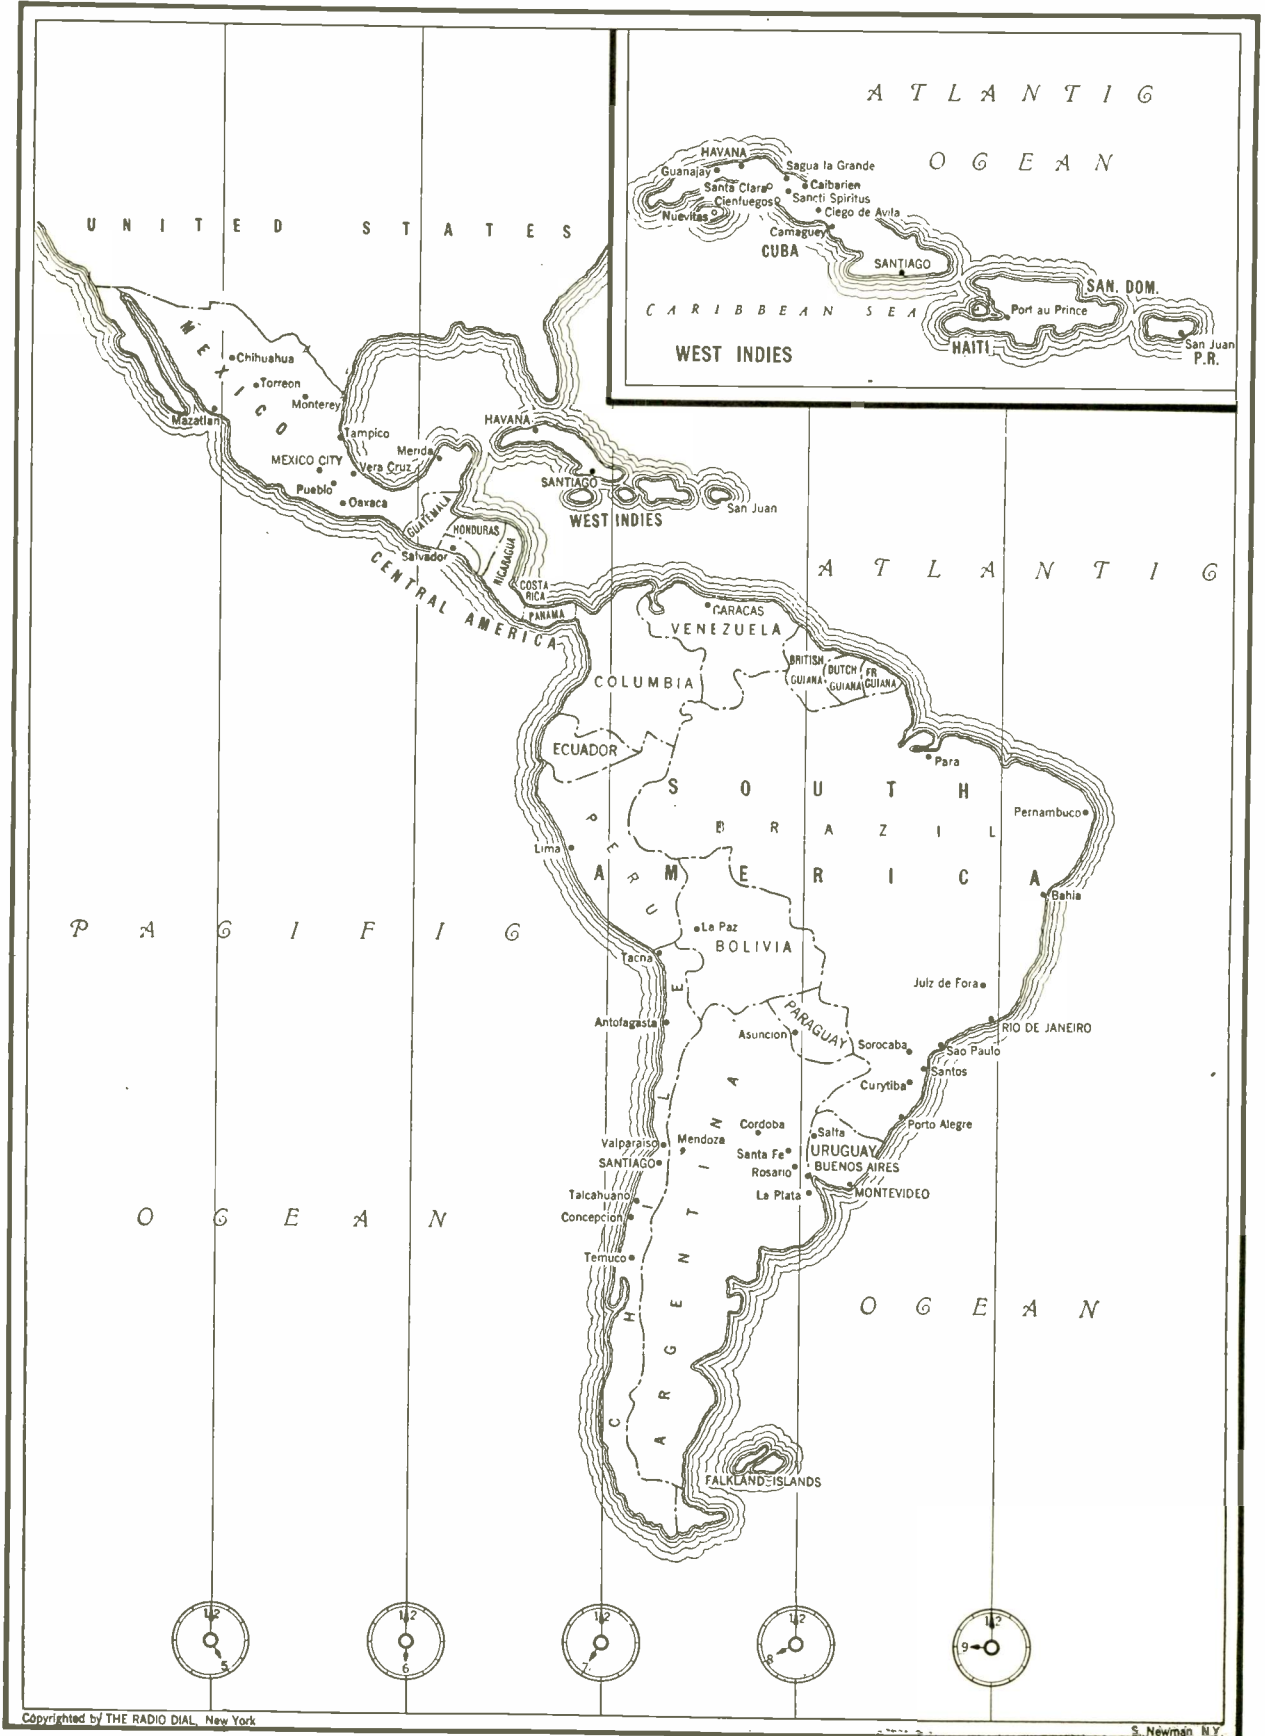 ATLANTIC
OCEAN
HAVANA
Guanajay
Sagua la Grande
Santa Clara
Caibarien
Cienfuegos
Sancti Spiritus
Nuevitas
Ciego de Avila
Camaguey
CUBA
SANTIAGO
SAN. DOM.
CARIBBEAN SEA
Port au Prince
WEST INDIES
HAITI
San Juan
P.R.
UNITED STATES
MEXICO
Chihuahua
Torreon
Monterey
Mazatlan
Tampico
HAVANA
MEXICO CITY
Merida
Vera Cruz
Pueblo
SANTIAGO
Oaxaca
San Juan
WEST INDIES
GUATEMALA
HONDURAS
Salvador
NICARAGUA
CENTRAL AMERICA
COSTA
RICA
PANAMA
ATLANTIC
CARACAS
VENEZUELA
BRITISH
GUIANA
DUTCH
GUIANA
FR
GUIANA
COLUMBIA
ECUADOR
Para
SOUTH
Pernambuco
BRAZIL
PERU
Lima
AMERICA
Bahia
PACIFIC
La Paz
BOLIVIA
Tacna
Juiz de Fora
PARAGUAY
Antofagasta
RIO DE JANEIRO
Asuncion
Sorocaba
Sao Paulo
Santos
Curytiba
Cordoba
Salta
Porto Alegre
Valparaiso
Mendoza
Santa Fe
URUGUAY
SANTIAGO
Rosario
BUENOS AIRES
Talcahuano
La Plata
MONTEVIDEO
OCEAN
Concepcion
Temuco
CHILE
ARGENTINA
OCEAN
FALKLAND ISLANDS
12
5
12
6
12
7
12
8
12
9
Copyrighted by THE RADIO DIAL, New York
S. Newman N.Y.